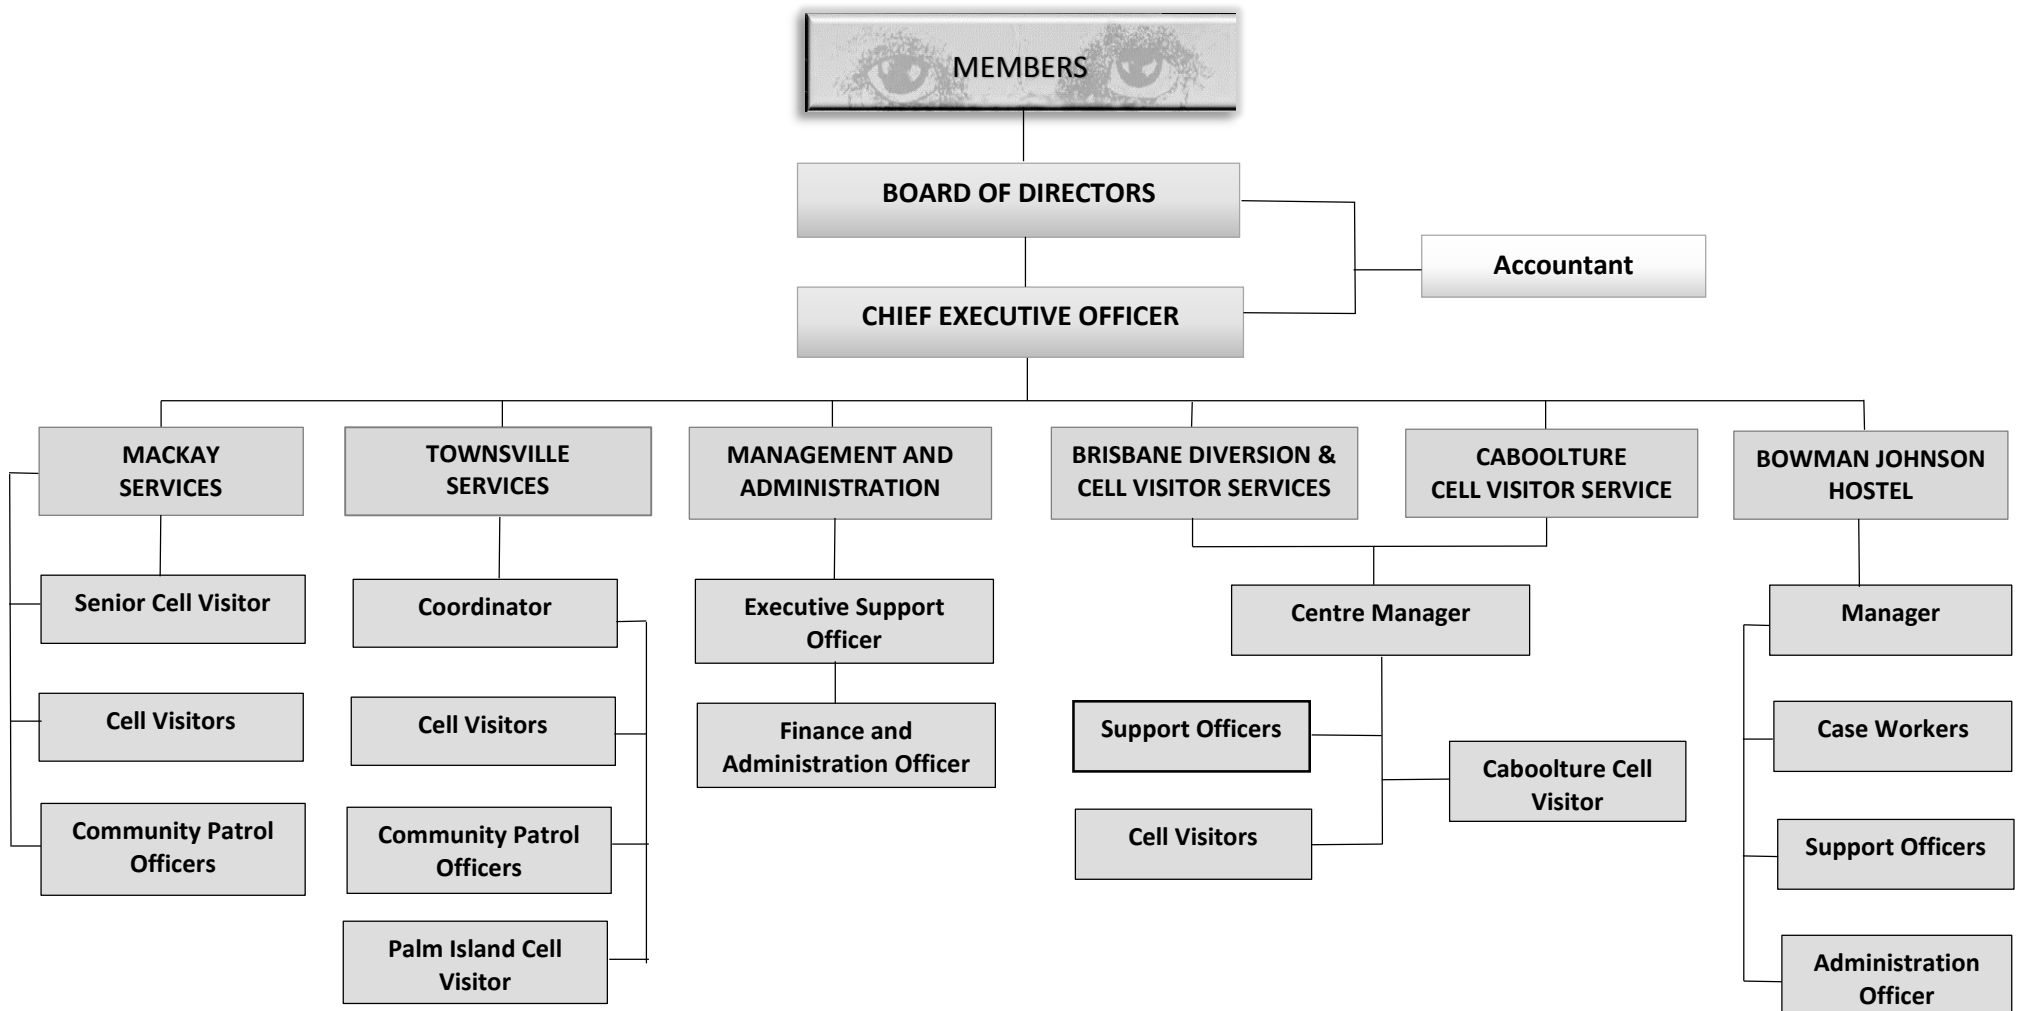 MEMBERS
BOARD OF DIRECTORS
Accountant
CHIEF EXECUTIVE OFFICER
MACKAY
SERVICES
TOWNSVILLE
SERVICES
MANAGEMENT AND
ADMINISTRATION
BRISBANE DIVERSION &
CELL VISITOR SERVICES
CABOOLTURE
CELL VISITOR SERVICE
BOWMAN JOHNSON
HOSTEL
Senior Cell Visitor
Cell Visitors
Community Patrol
Officers
Coordinator
Cell Visitors
Community Patrol
Officers
Palm Island Cell
Visitor
Executive Support
Officer
Finance and
Administration Officer
Centre Manager
Support Officers
Cell Visitors
Caboolture Cell
Visitor
Manager
Case Workers
Support Officers
Administration
Officer